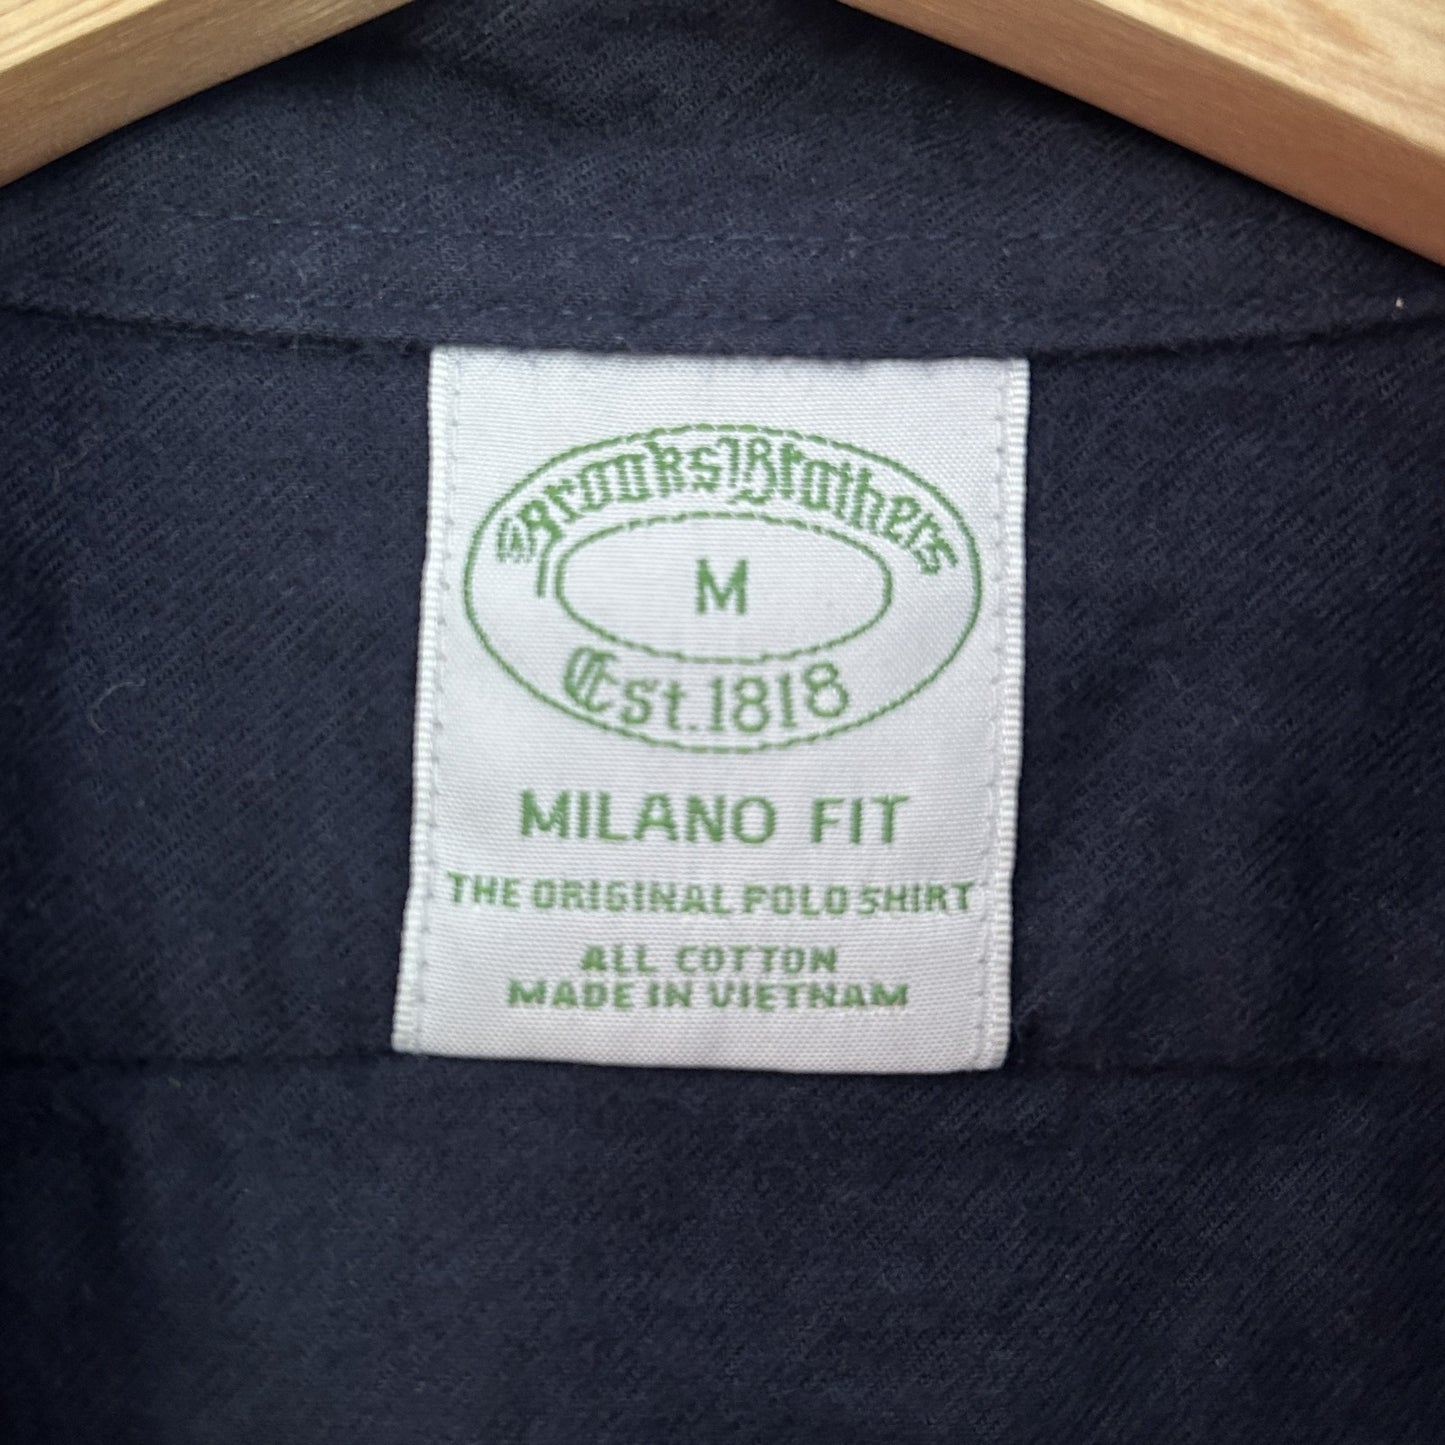 Brooks Brothers
M
Est. 1818
MILANO FIT
THE ORIGINAL POLO SHIRT
ALL COTTON
MADE IN VIETNAM